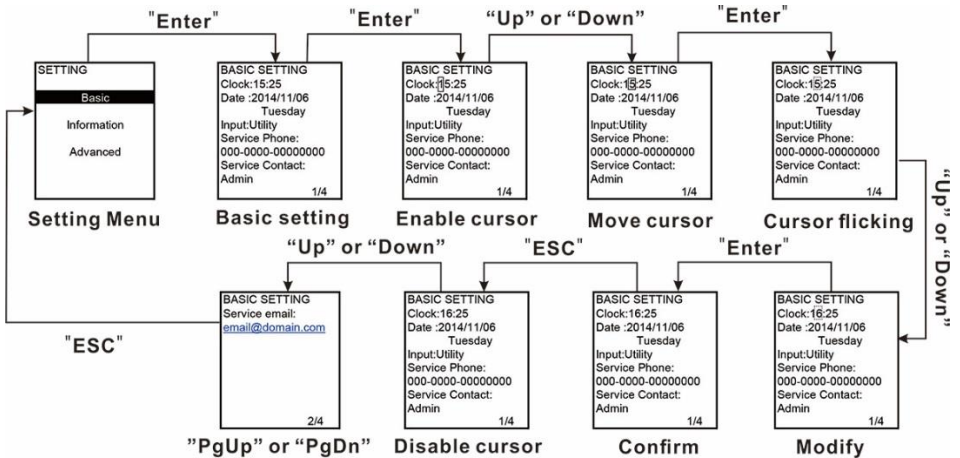 "Enter"
"Enter"
“Up” or “Down”
"Enter"
SETTING
Basic
Information
Advanced
Setting Menu
BASIC SETTING
Clock:15:25
Date :2014/11/06
Tuesday
Input:Utility
Service Phone:
000-0000-00000000
Service Contact:
Admin
1/4
Basic setting
BASIC SETTING
Clock:15:25
Date :2014/11/06
Tuesday
Input:Utility
Service Phone:
000-0000-00000000
Service Contact:
Admin
1/4
Enable cursor
BASIC SETTING
Clock:15:25
Date :2014/11/06
Tuesday
Input:Utility
Service Phone:
000-0000-00000000
Service Contact:
Admin
1/4
Move cursor
BASIC SETTING
Clock:15:25
Date :2014/11/06
Tuesday
Input:Utility
Service Phone:
000-0000-00000000
Service Contact:
Admin
1/4
Cursor flicking
“Up” or “Down”
“Up” or “Down”
"ESC"
"Enter"
"ESC"
BASIC SETTING
Service email:
email@domain.com
2/4
”PgUp” or “PgDn”
BASIC SETTING
Clock:16:25
Date :2014/11/06
Tuesday
Input:Utility
Service Phone:
000-0000-00000000
Service Contact:
Admin
1/4
Disable cursor
BASIC SETTING
Clock:16:25
Date :2014/11/06
Tuesday
Input:Utility
Service Phone:
000-0000-00000000
Service Contact:
Admin
1/4
Confirm
BASIC SETTING
Clock:16:25
Date :2014/11/06
Tuesday
Input:Utility
Service Phone:
000-0000-00000000
Service Contact:
Admin
1/4
Modify